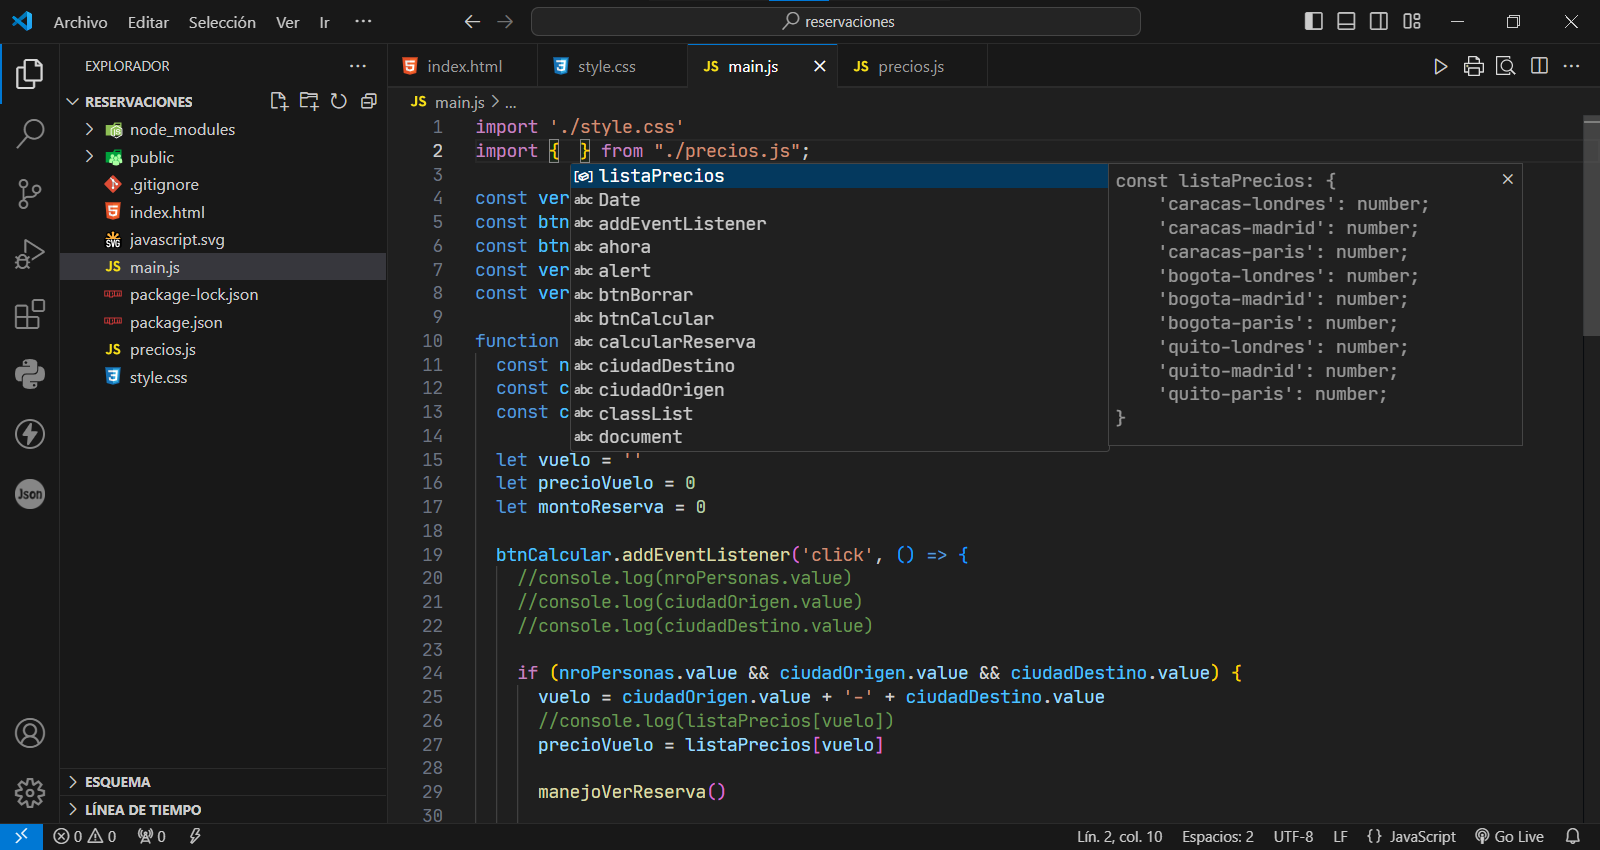 Archivo Editar Selección Ver Ir ···
reservaciones
EXPLORADOR ···
RESERVACIONES
node_modules
public
.gitignore
index.html
javascript.svg
SVG
JS main.js
package-lock.json
package.json
JS precios.js
style.css
ESQUEMA
LÍNEA DE TIEMPO
Json
index.html style.css JS main.js JS precios.js
JS main.js > ...
1 import './style.css'
2 import {  } from "./precios.js";
3
4 const ver
5 const btn
6 const btn
7 const ver
8 const ver
9
10 function
11 const n
12 const c
13 const c
14
15 let vuelo = ''
16 let precioVuelo = 0
17 let montoReserva = 0
18
19 btnCalcular.addEventListener('click', () => {
20 //console.log(nroPersonas.value)
21 //console.log(ciudadOrigen.value)
22 //console.log(ciudadDestino.value)
23
24 if (nroPersonas.value && ciudadOrigen.value && ciudadDestino.value) {
25 vuelo = ciudadOrigen.value + '-' + ciudadDestino.value
26 //console.log(listaPrecios[vuelo])
27 precioVuelo = listaPrecios[vuelo]
28
29 manejoVerReserva()
30
listaPrecios
abc Date
abc addEventListener
abc ahora
abc alert
abc btnBorrar
abc btnCalcular
abc calcularReserva
abc ciudadDestino
abc ciudadOrigen
abc classList
abc document
const listaPrecios: {
'caracas-londres': number;
'caracas-madrid': number;
'caracas-paris': number;
'bogota-londres': number;
'bogota-madrid': number;
'bogota-paris': number;
'quito-londres': number;
'quito-madrid': number;
'quito-paris': number;
}
0 0 0 Lín. 2, col. 10 Espacios: 2 UTF-8 LF {} JavaScript Go Live